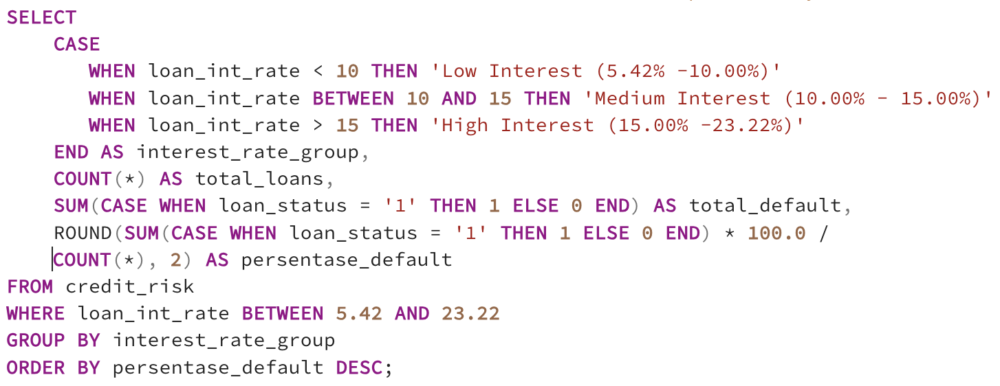 SELECT
CASE
WHEN loan_int_rate < 10 THEN 'Low Interest (5.42% -10.00%)'
WHEN loan_int_rate BETWEEN 10 AND 15 THEN 'Medium Interest (10.00% - 15.00%)'
WHEN loan_int_rate > 15 THEN 'High Interest (15.00% -23.22%)'
END AS interest_rate_group,
COUNT(*) AS total_loans,
SUM(CASE WHEN loan_status = '1' THEN 1 ELSE 0 END) AS total_default,
ROUND(SUM(CASE WHEN loan_status = '1' THEN 1 ELSE 0 END) * 100.0 /
COUNT(*), 2) AS persentase_default
FROM credit_risk
WHERE loan_int_rate BETWEEN 5.42 AND 23.22
GROUP BY interest_rate_group
ORDER BY persentase_default DESC;